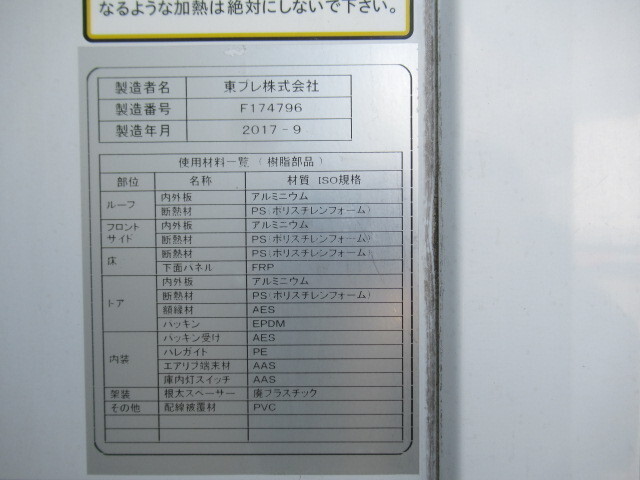 なるような加熱は絶対にしないで下さい。
製造者名 東プレ株式会社
製造番号 F174796
製造年月 2017-9
使用材料一覧（樹脂部品）
部位 名称 材質 ISO規格
ルーフ 内外板 アルミニウム
断熱材 PS(ポリスチレンフォーム)
フロント サイド 内外板 アルミニウム
断熱材 PS(ポリスチレンフォーム)
床 断熱材 PS(ポリスチレンフォーム)
下面パネル FRP
ドア 内外板 アルミニウム
断熱材 PS(ポリスチレンフォーム)
額縁材 AES
パッキン EPDM
内装 パッキン受け AES
パレガイド PE
エアリブ端末材 AAS
庫内灯スイッチ AAS
架装 根太スペーサー 廃プラスチック
その他 配線被覆材 PVC